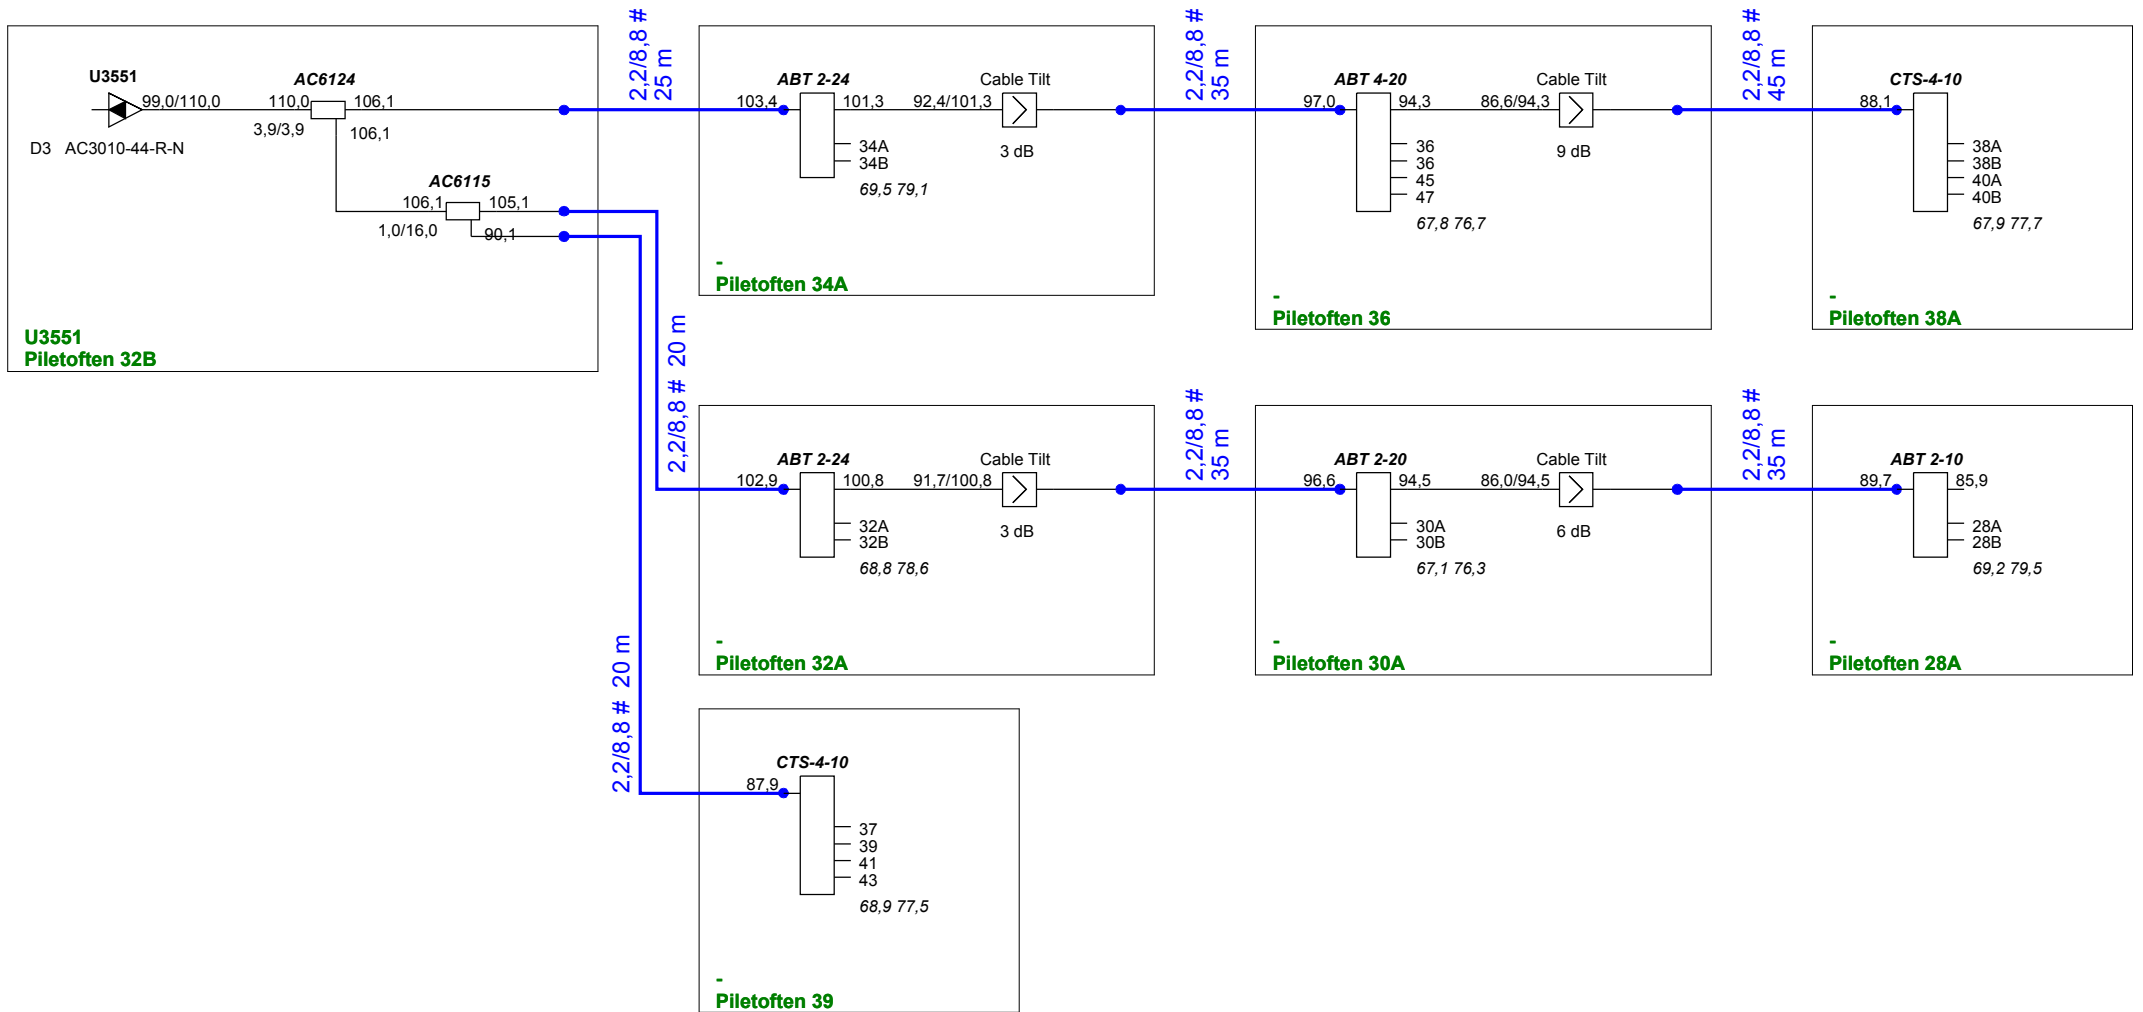 U3551
99,0/110,0
D3 AC3010-44-R-N
AC6124
110,0
106,1
3,9/3,9
106,1
AC6115
106,1
105,1
1,0/16,0
90,1
U3551
Piletoften 32B
2,2/8,8 #
25 m
ABT 2-24
103,4
101,3
34A
34B
69,5 79,1
92,4/101,3
Cable Tilt
3 dB
-
Piletoften 34A
2,2/8,8 #
35 m
ABT 4-20
97,0
94,3
36
36
45
47
67,8 76,7
86,6/94,3
Cable Tilt
9 dB
-
Piletoften 36
2,2/8,8 #
45 m
CTS-4-10
88,1
38A
38B
40A
40B
67,9 77,7
-
Piletoften 38A
2,2/8,8 # 20 m
ABT 2-24
102,9
100,8
32A
32B
68,8 78,6
91,7/100,8
Cable Tilt
3 dB
-
Piletoften 32A
2,2/8,8 #
35 m
ABT 2-20
96,6
94,5
30A
30B
67,1 76,3
86,0/94,5
Cable Tilt
6 dB
-
Piletoften 30A
2,2/8,8 #
35 m
ABT 2-10
89,7
85,9
28A
28B
69,2 79,5
-
Piletoften 28A
2,2/8,8 # 20 m
CTS-4-10
87,9
37
39
41
43
68,9 77,5
-
Piletoften 39